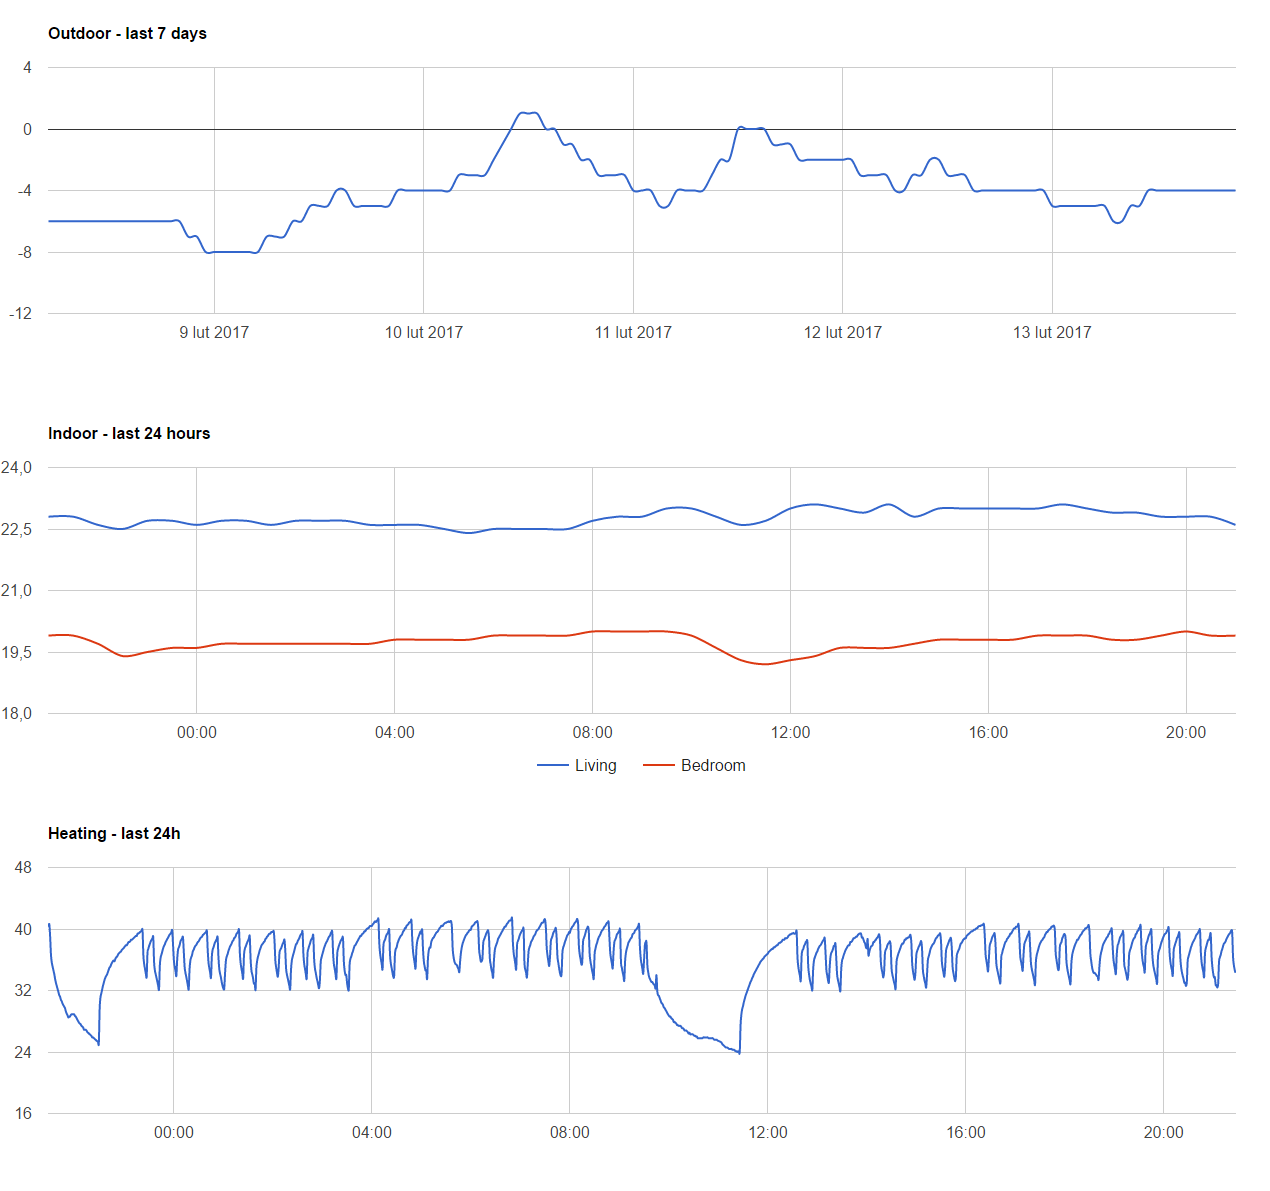 Outdoor - last 7 days
4
0
-4
-8
-12
9 lut 2017 10 lut 2017 11 lut 2017 12 lut 2017 13 lut 2017
Indoor - last 24 hours
24,0
22,5
21,0
19,5
18,0
00:00 04:00 08:00 12:00 16:00 20:00
Living Bedroom
Heating - last 24h
48
40
32
24
16
00:00 04:00 08:00 12:00 16:00 20:00